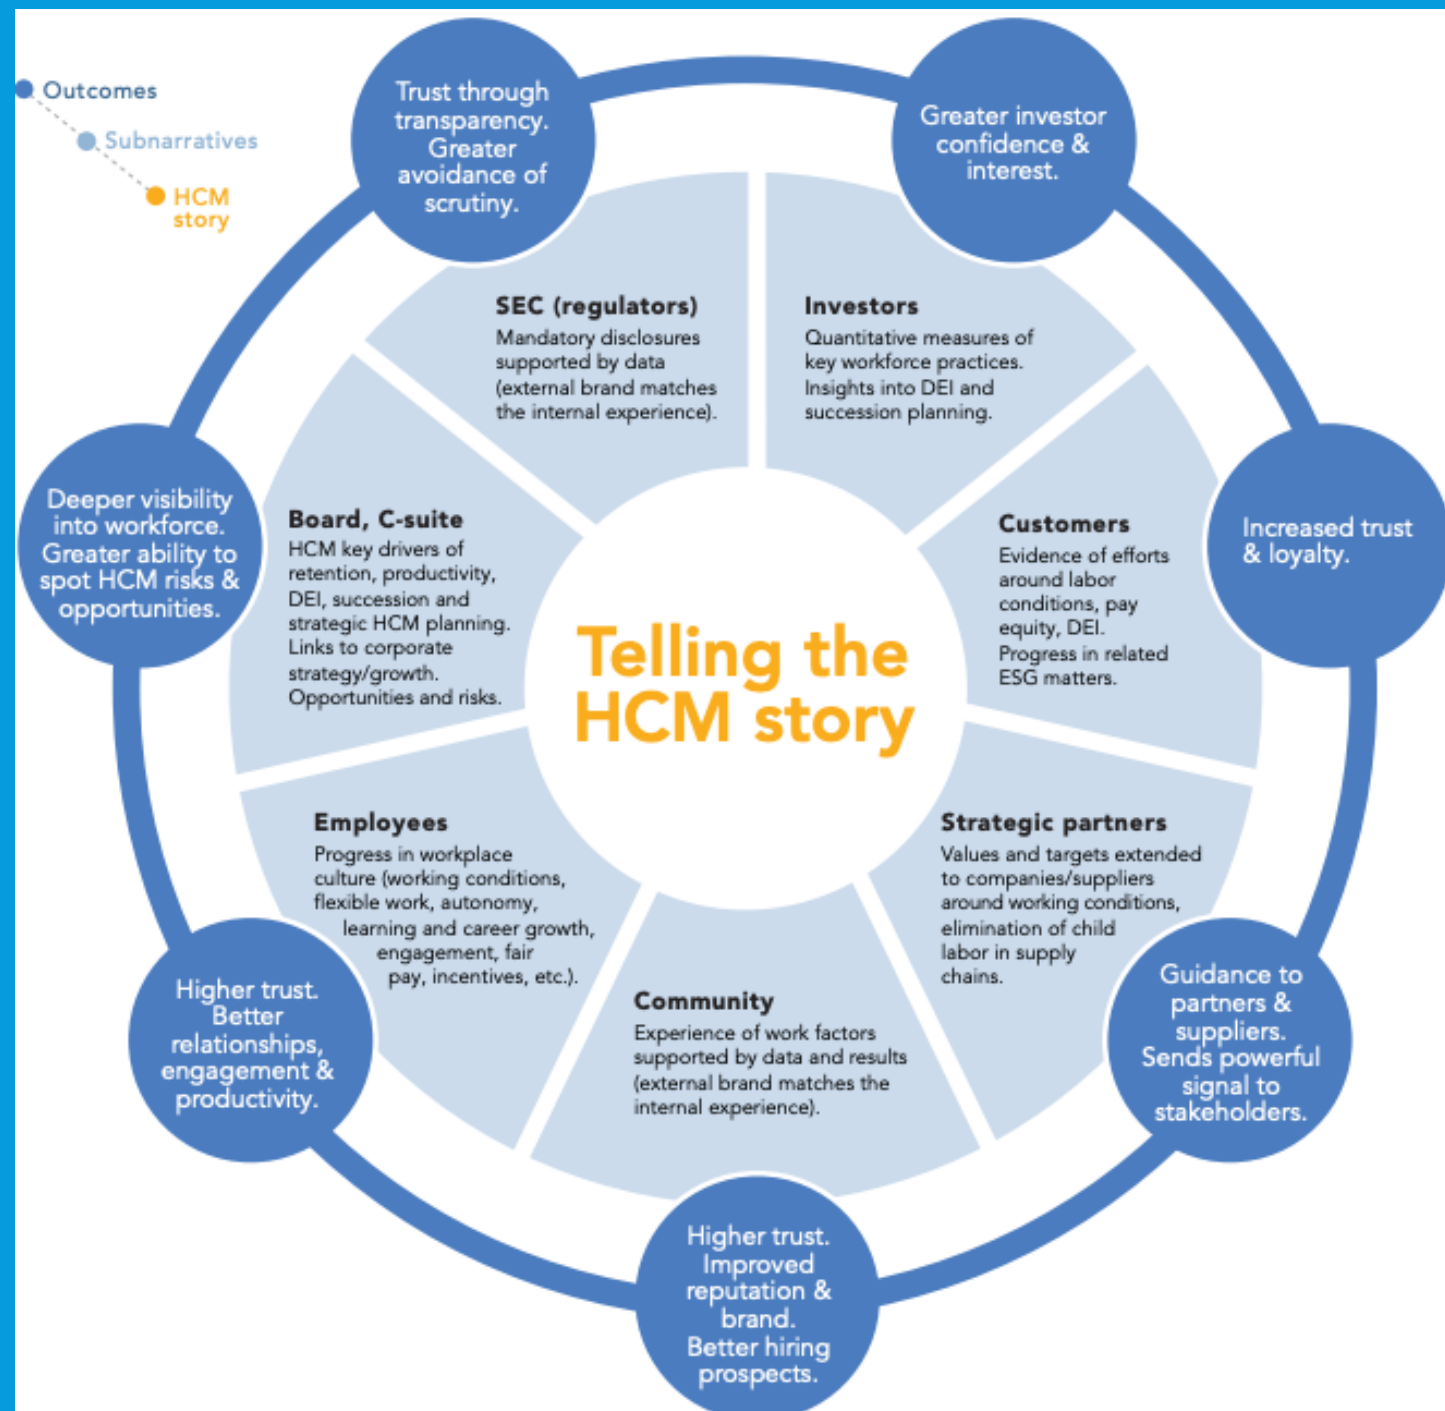 Outcomes
Subnarratives
HCM
story
Trust through
transparency.
Greater
avoidance of
scrutiny.
Greater investor
confidence &
interest.
SEC (regulators)
Mandatory disclosures
supported by data
(external brand matches
the internal experience).
Investors
Quantitative measures of
key workforce practices.
Insights into DEI and
succession planning.
Deeper visibility
into workforce.
Greater ability to
spot HCM risks &
opportunities.
Board, C-suite
HCM key drivers of
retention, productivity,
DEI, succession and
strategic HCM planning.
Links to corporate
strategy/growth.
Opportunities and risks.
Customers
Evidence of efforts
around labor
conditions, pay
equity, DEI.
Progress in related
ESG matters.
Increased trust
& loyalty.
Telling the
HCM story
Employees
Progress in workplace
culture (working conditions,
flexible work, autonomy,
learning and career growth,
engagement, fair
pay, incentives, etc.).
Strategic partners
Values and targets extended
to companies/suppliers
around working conditions,
elimination of child
labor in supply
chains.
Higher trust.
Better
relationships,
engagement &
productivity.
Community
Experience of work factors
supported by data and results
(external brand matches the
internal experience).
Guidance to
partners &
suppliers.
Sends powerful
signal to
stakeholders.
Higher trust.
Improved
reputation &
brand.
Better hiring
prospects.